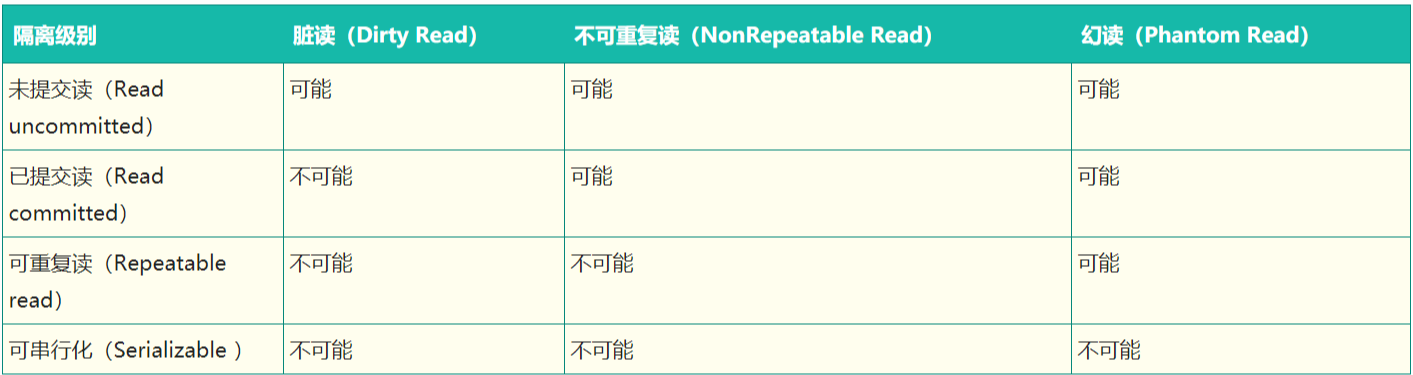 隔离级别 脏读（Dirty Read） 不可重复读（NonRepeatable Read） 幻读（Phantom Read）
未提交读（Read uncommitted） 可能 可能 可能
已提交读（Read committed） 不可能 可能 可能
可重复读（Repeatable read） 不可能 不可能 可能
可串行化（Serializable ） 不可能 不可能 不可能